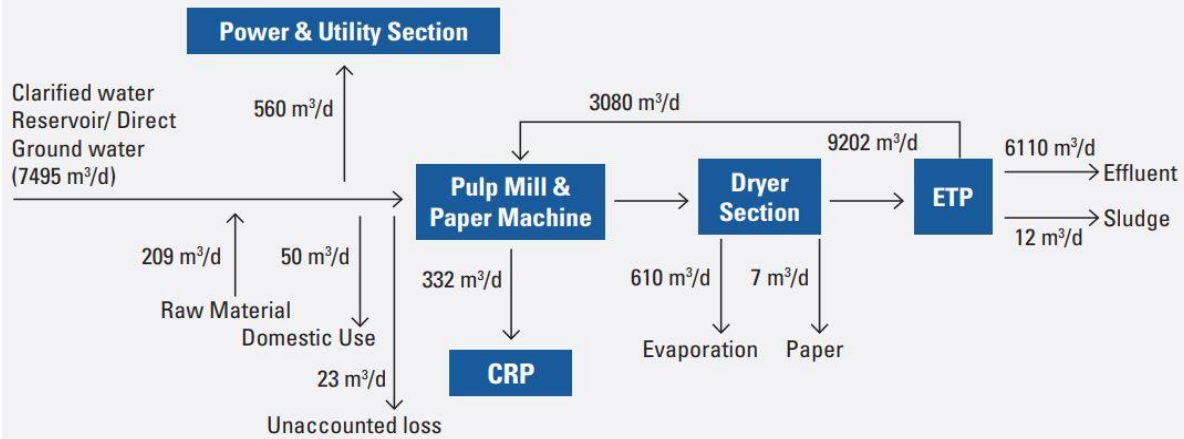 Power & Utility Section
Clarified water
Reservoir/ Direct
Ground water
(7495 m³/d)
560 m³/d
3080 m³/d
9202 m³/d
6110 m³/d
Effluent
Pulp Mill &
Paper Machine
Dryer
Section
ETP
Sludge
12 m³/d
209 m³/d
Raw Material
50 m³/d
Domestic Use
23 m³/d
Unaccounted loss
332 m³/d
CRP
610 m³/d
Evaporation
7 m³/d
Paper